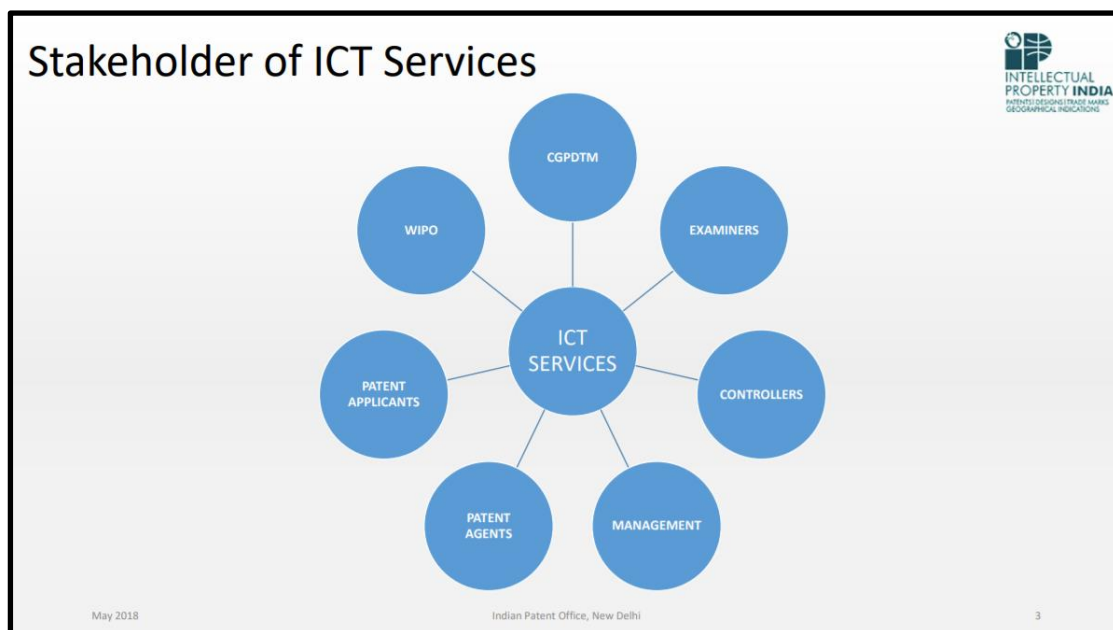 Stakeholder of ICT Services
INTELLECTUAL
PROPERTY INDIA
PATENTS | DESIGNS | TRADE MARKS
GEOGRAPHICAL INDICATIONS
CGPDTM
WIPO
EXAMINERS
ICT
SERVICES
PATENT
APPLICANTS
CONTROLLERS
PATENT
AGENTS
MANAGEMENT
May 2018
Indian Patent Office, New Delhi
3